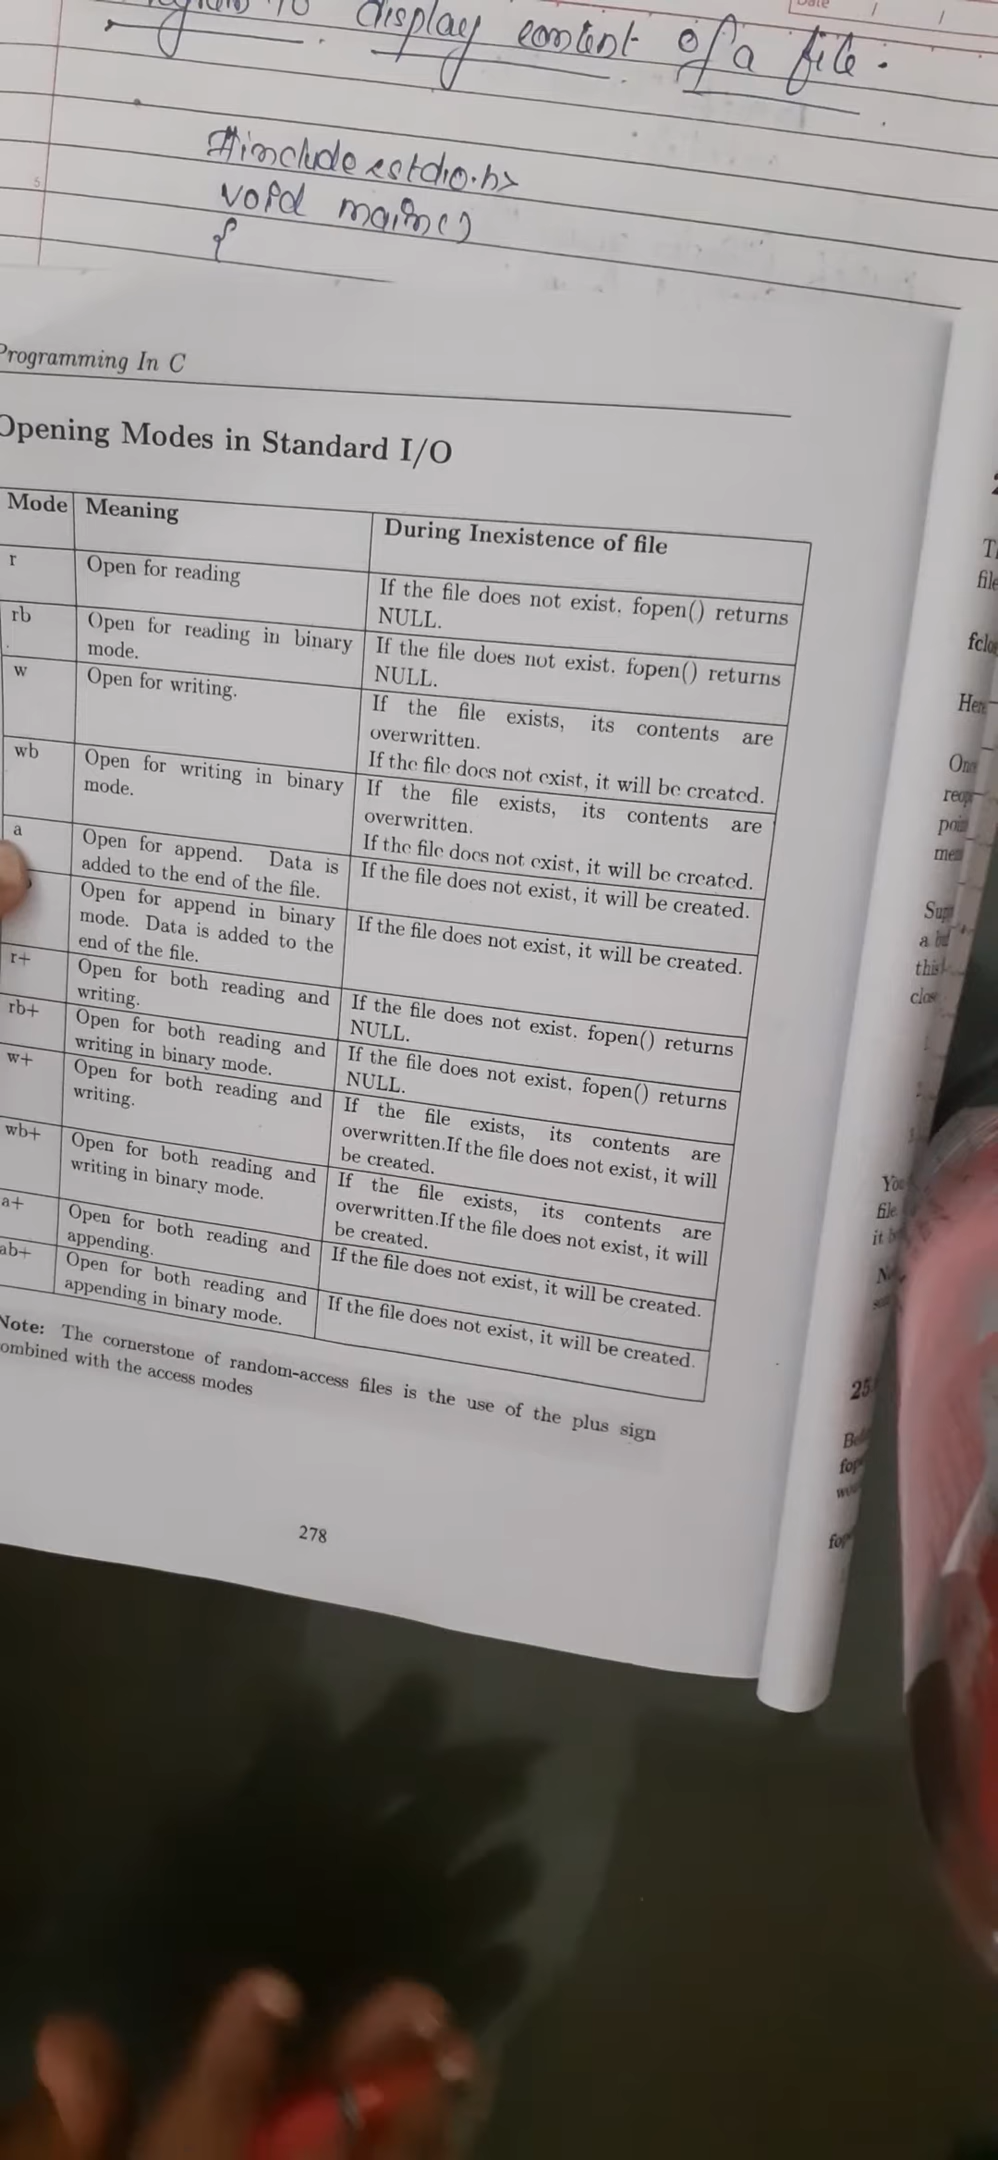 display content of a file.
#include <stdio.h>
void main()
{
Programming In C
Opening Modes in Standard I/O
Mode Meaning During Inexistence of file
r Open for reading If the file does not exist, fopen() returns
NULL.
rb Open for reading in binary If the file does not exist, fopen() returns
mode. NULL.
w Open for writing. If the file exists, its contents are
overwritten.
If the file does not exist, it will be created.
wb Open for writing in binary If the file exists, its contents are
mode. overwritten.
If the file does not exist, it will be created.
a Open for append. Data is If the file does not exist, it will be created.
added to the end of the file.
Open for append in binary If the file does not exist, it will be created.
mode. Data is added to the
end of the file.
r+ Open for both reading and If the file does not exist, fopen() returns
writing. NULL.
rb+ Open for both reading and If the file does not exist, fopen() returns
writing in binary mode. NULL.
w+ Open for both reading and If the file exists, its contents are
writing. overwritten.If the file does not exist, it will
be created.
wb+ Open for both reading and If the file exists, its contents are
writing in binary mode. overwritten.If the file does not exist, it will
be created.
a+ Open for both reading and If the file does not exist, it will be created.
appending.
ab+ Open for both reading and If the file does not exist, it will be created.
appending in binary mode.
Note: The cornerstone of random-access files is the use of the plus sign
combined with the access modes
278